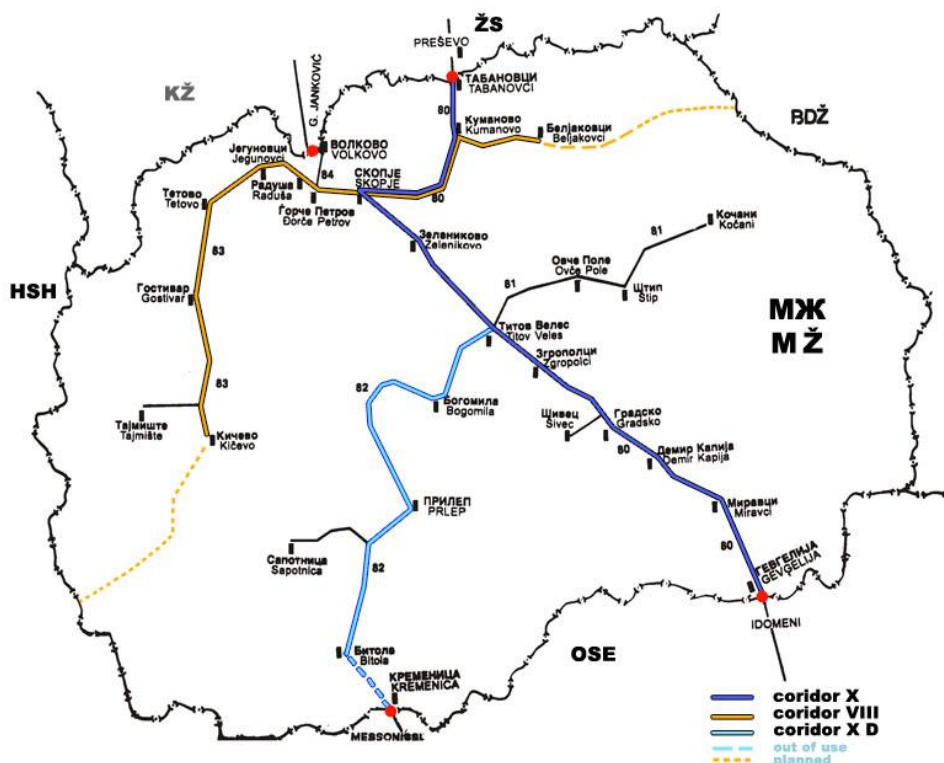 ŽS
PREŠEVO
ТАБАНОВЦИ
TABANOVCI
KŽ
G. JANKOVIĆ
80
Куманово
Kumanovo
Белјаковци
Beljakovci
BDŽ
ВОЛКОВО
VOLKOVO
Јегуновци
Jegunovci
84
СКОПЈЕ
SKOPJE
Радуша
Raduša
80
Тетово
Tetovo
Ѓорче Петров
Đorče Petrov
Кочани
Kočani
81
Зелениково
Zelenikovo
83
Овче Поле
Ovče Pole
81
Штип
Štip
HSH
Гостивар
Gostivar
МЖ
MŽ
Титов Велес
Titov Veles
Згрополци
Zgropolci
83
82
Богомила
Bogomila
Тајмиште
Tajmište
Кичево
Kičevo
Шивец
Šivec
Градско
Gradsko
80
Демир Капија
Demir Kapija
ПРИЛЕП
PRLEP
Миравци
Miravci
80
Сапотница
Sapotnica
82
ГЕВГЕЛИЈА
GEVGELIJA
IDOMENI
Битола
Bitola
OSE
КРЕМЕНИЦА
KREMENICA
coridor X
coridor VIII
coridor X D
out of use
planned